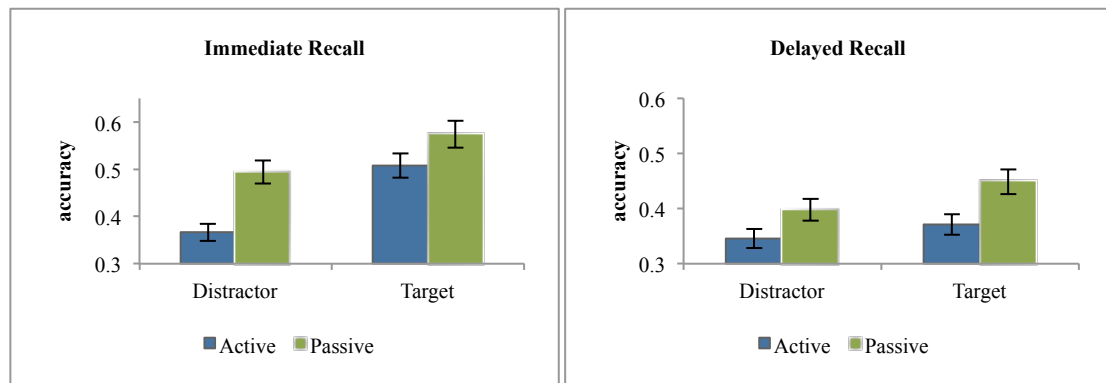 Immediate Recall
accuracy
0.6
0.5
0.4
0.3
Distractor Target
Active Passive
Delayed Recall
accuracy
0.6
0.5
0.4
0.3
Distractor Target
Active Passive